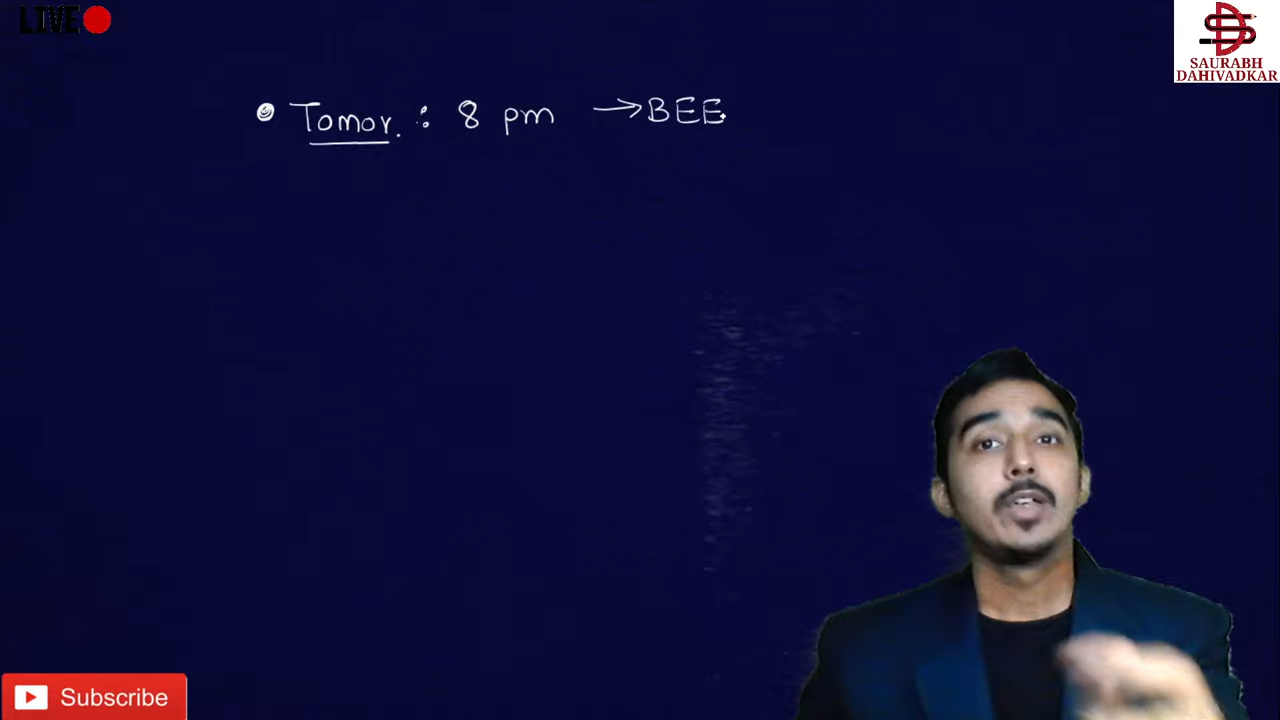 LIVE
SAURABH
DAHIVADKAR
Tomor. : 8 pm → BEE
Subscribe